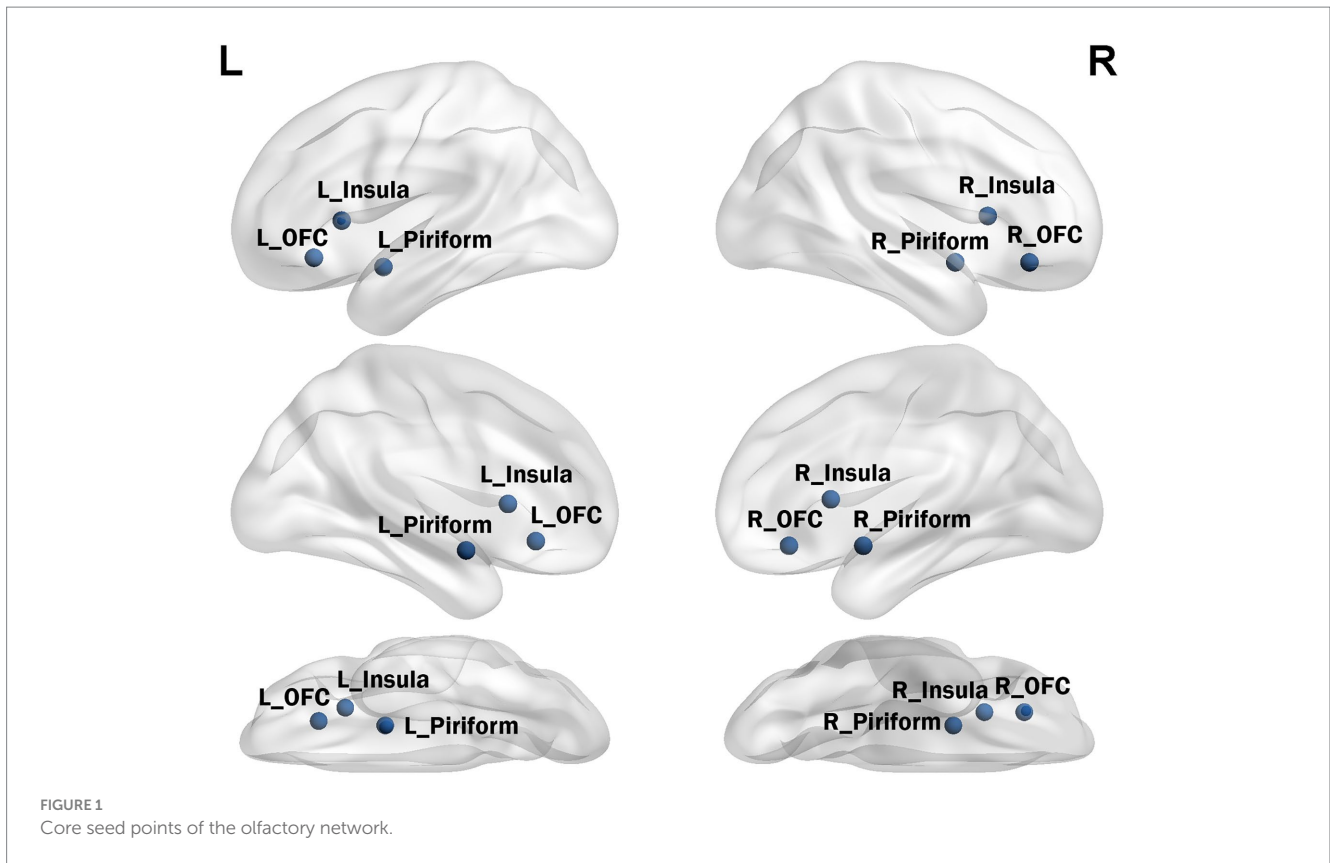 L
R
L_Insula
L_OFC
L_Piriform
R_Insula
R_Piriform
R_OFC
L_Insula
L_Piriform
L_OFC
R_Insula
R_OFC
R_Piriform
L_Insula
L_OFC
L_Piriform
R_Insula
R_OFC
R_Piriform
FIGURE 1
Core seed points of the olfactory network.